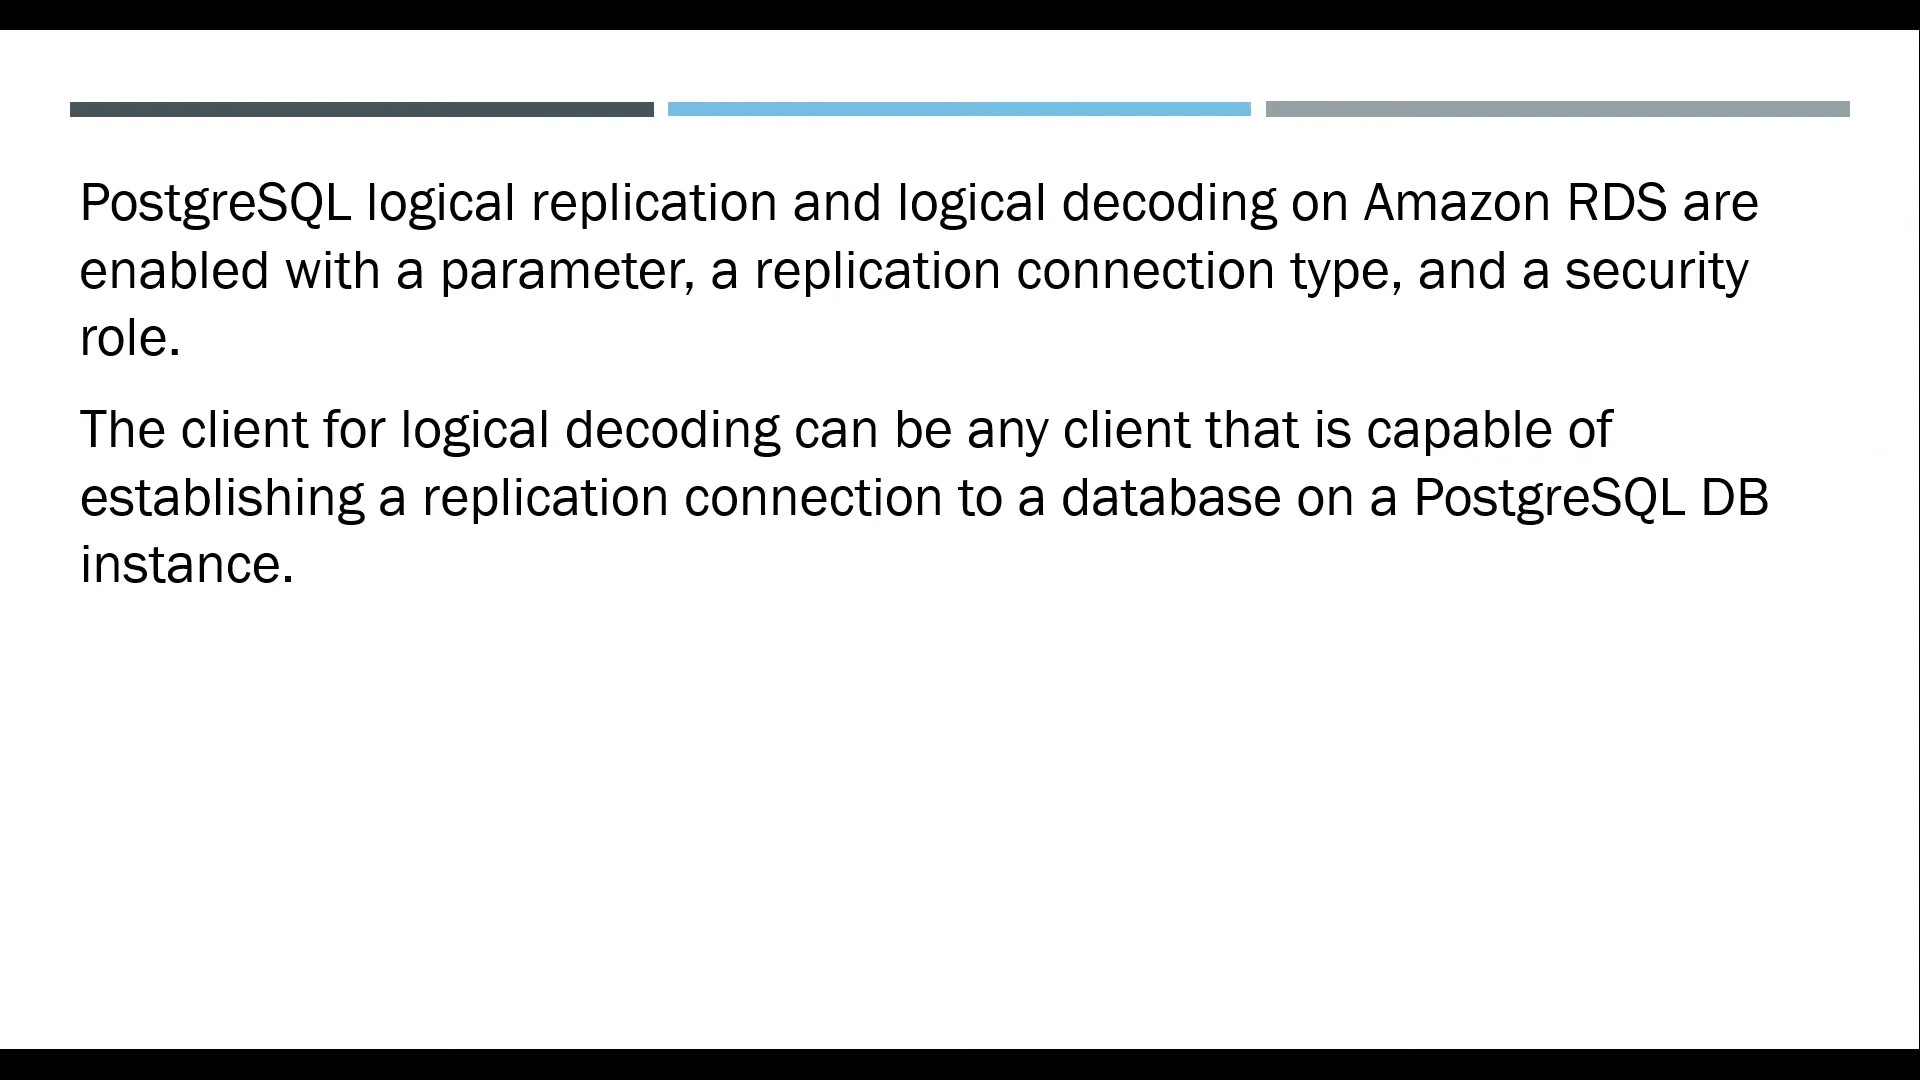 PostgreSQL logical replication and logical decoding on Amazon RDS are
enabled with a parameter, a replication connection type, and a security
role.
The client for logical decoding can be any client that is capable of
establishing a replication connection to a database on a PostgreSQL DB
instance.